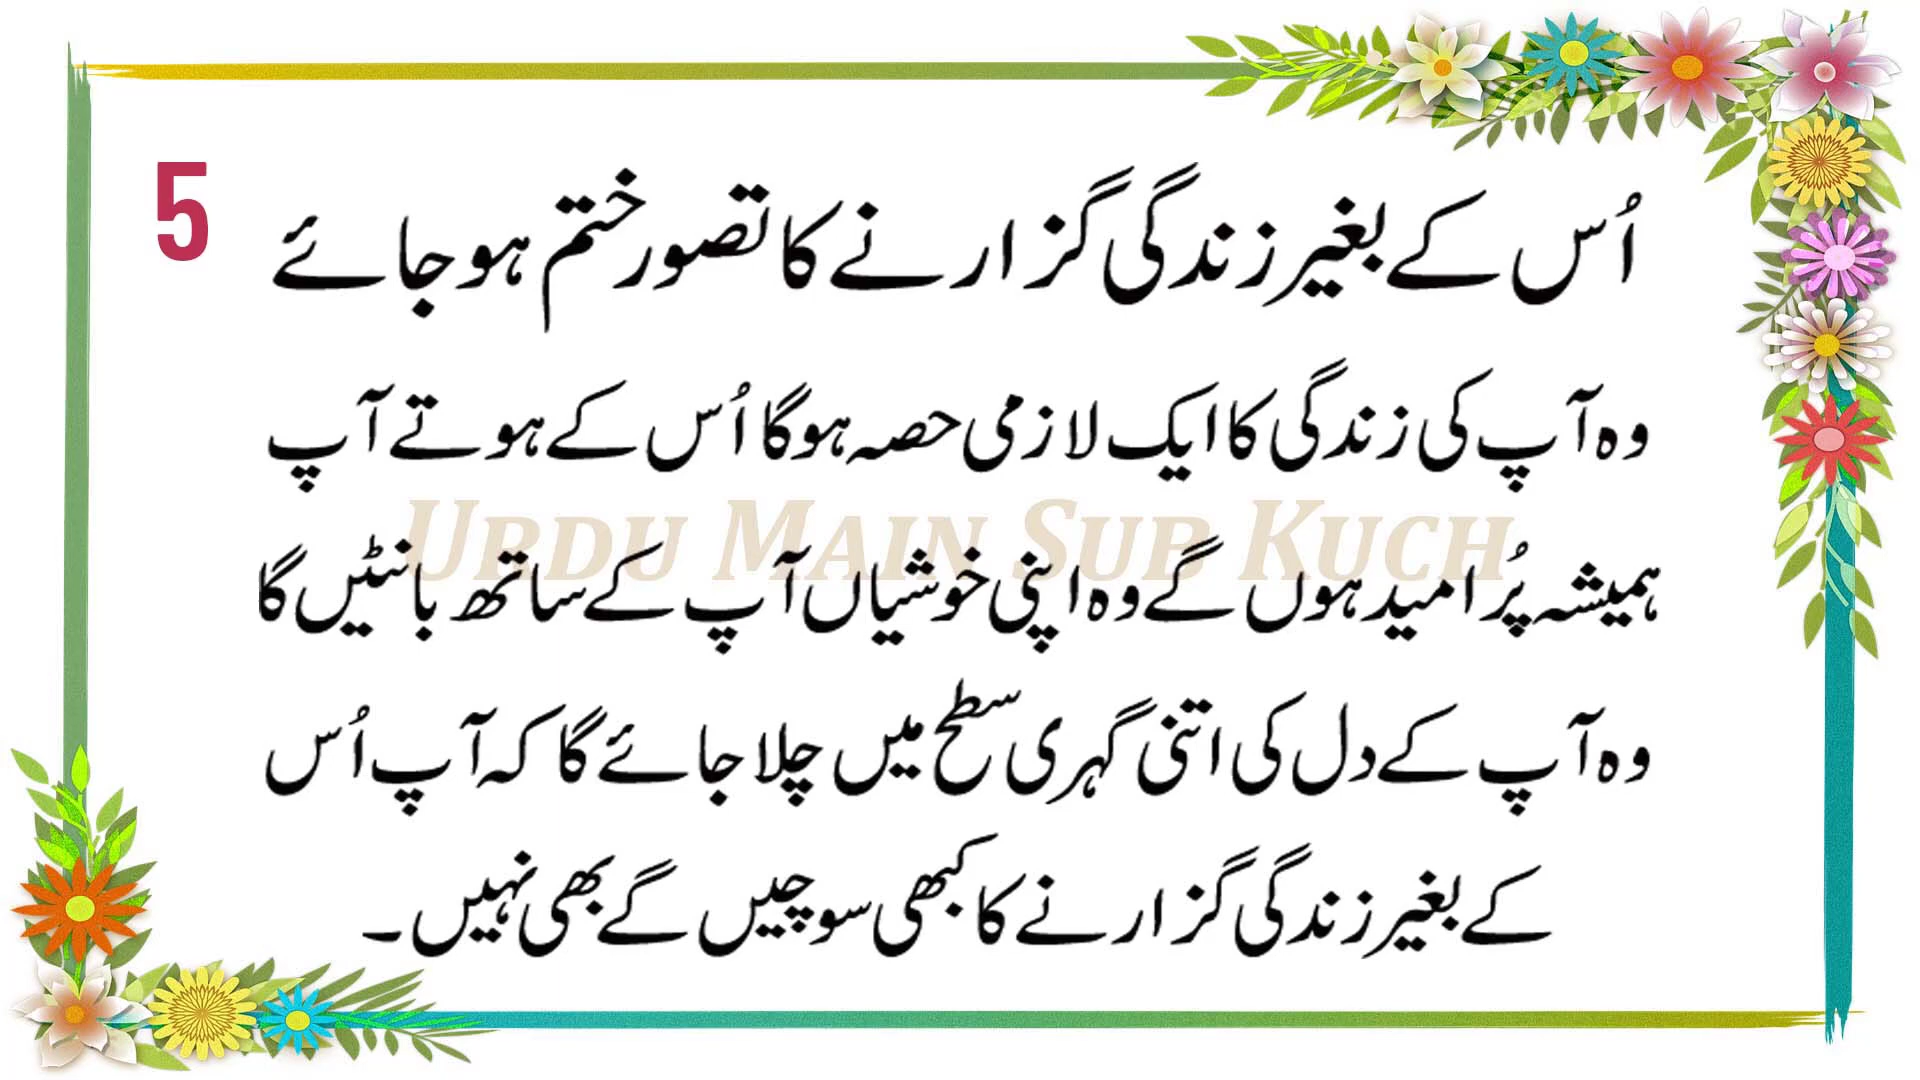 5
اُس کے بغیر زندگی گزارنے کا تصور ختم ہو جائے
وہ آپ کی زندگی کا ایک لازمی حصہ ہوگا اُس کے ہوتے آپ
Urdu Main Sub Kuch
ہمیشہ پُرامید ہوں گے وہ اپنی خوشیاں آپ کے ساتھ بانٹیں گا
وہ آپ کے دل کی اتنی گہری سطح میں چلا جائے گا کہ آپ اُس
کے بغیر زندگی گزارنے کا کبھی سوچیں گے بھی نہیں۔